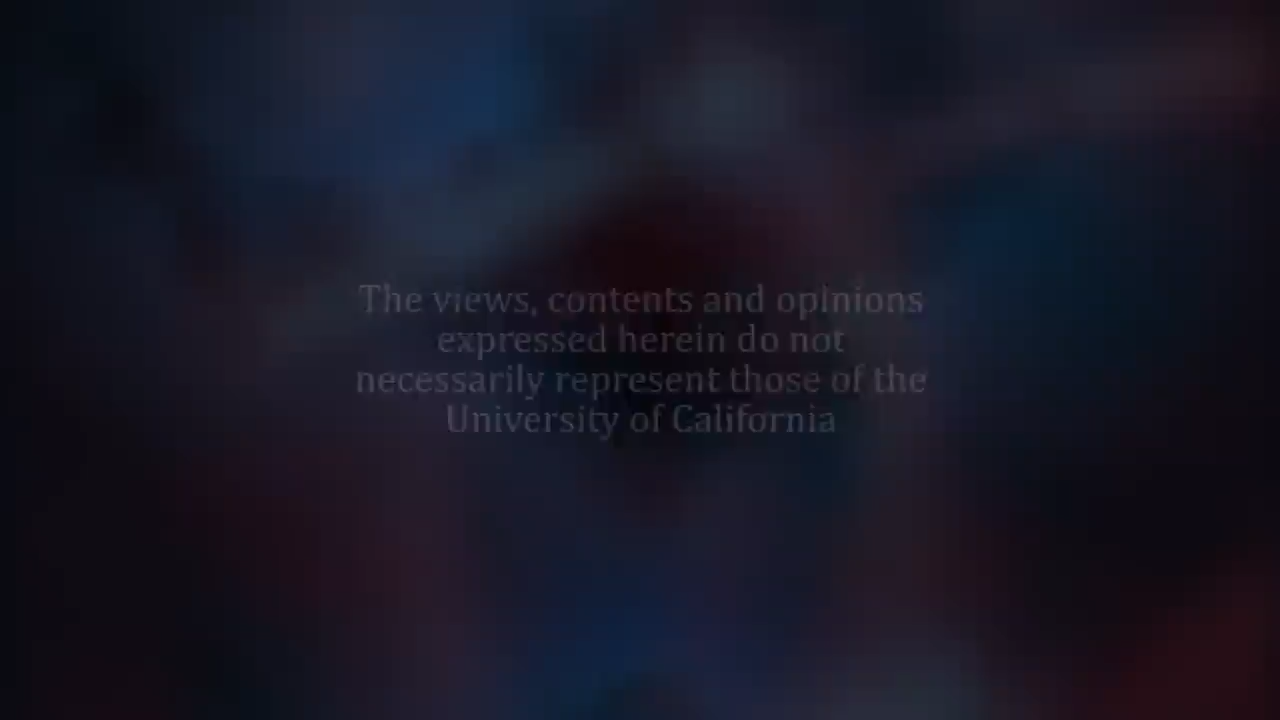 The views, contents and opinions
expressed herein do not
necessarily represent those of the
University of California